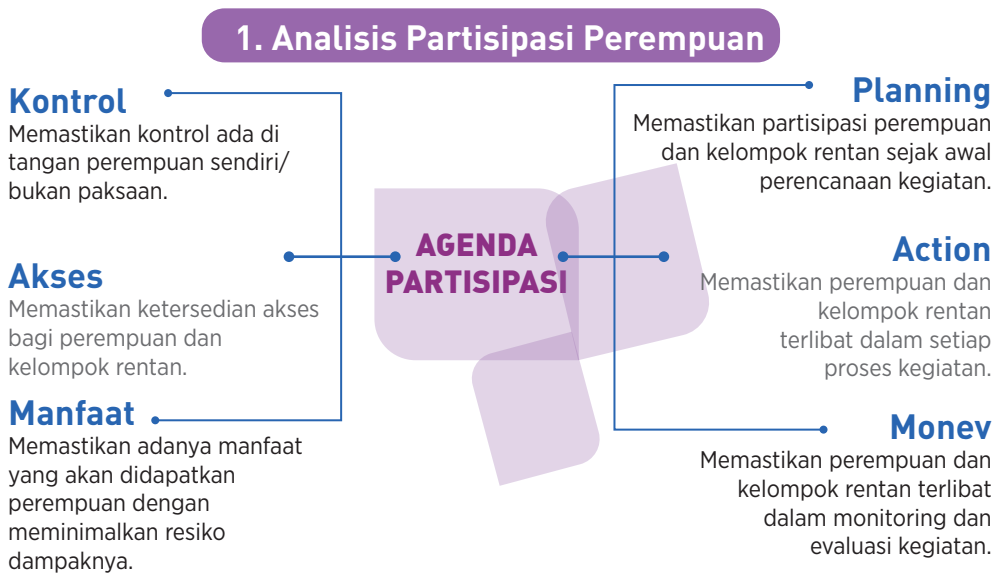 1. Analisis Partisipasi Perempuan
Kontrol
Memastikan kontrol ada di
tangan perempuan sendiri/
bukan paksaan.
Akses
Memastikan ketersedian akses
bagi perempuan dan
kelompok rentan.
Manfaat
Memastikan adanya manfaat
yang akan didapatkan
perempuan dengan
meminimalkan resiko
dampaknya.
AGENDA
PARTISIPASI
Planning
Memastikan partisipasi perempuan
dan kelompok rentan sejak awal
perencanaan kegiatan.
Action
Memastikan perempuan dan
kelompok rentan
terlibat dalam setiap
proses kegiatan.
Monev
Memastikan perempuan dan
kelompok rentan terlibat
dalam monitoring dan
evaluasi kegiatan.